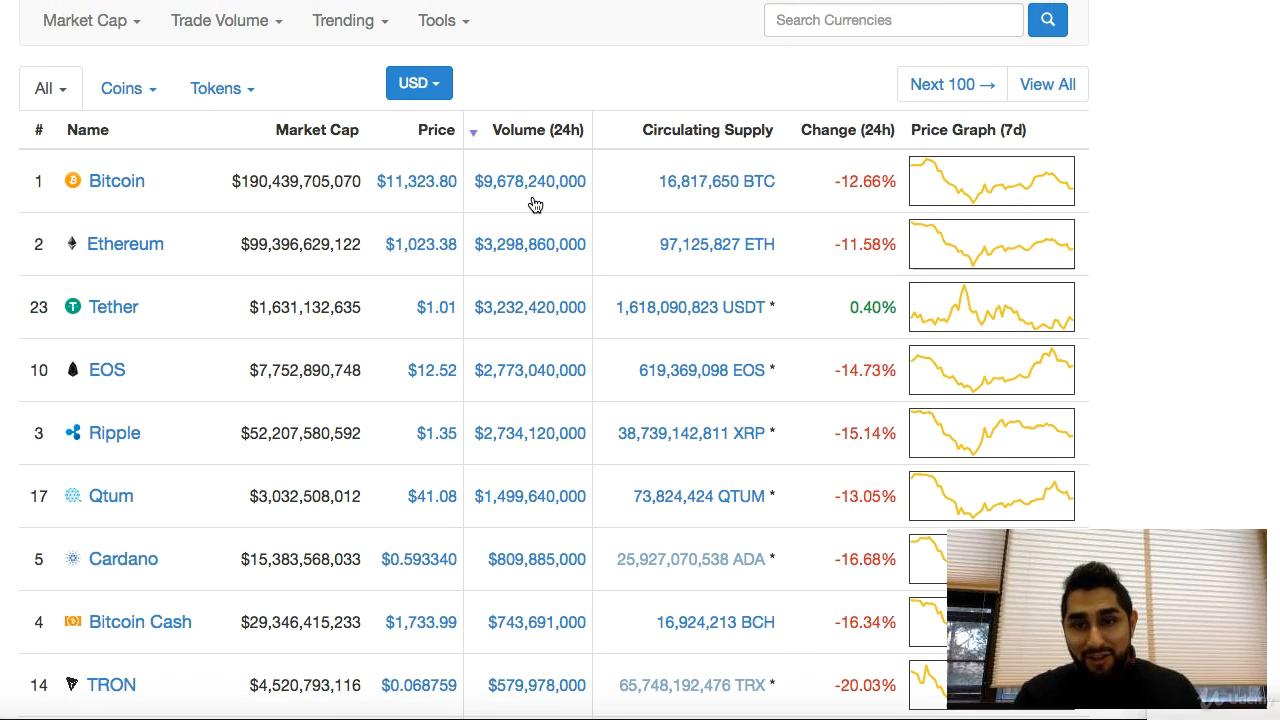 Market Cap Trade Volume Trending Tools Search Currencies
All Coins Tokens USD Next 100 → View All
# Name Market Cap Price Volume (24h) Circulating Supply Change (24h) Price Graph (7d)
1 Bitcoin $190,439,705,070 $11,323.80 $9,678,240,000 16,817,650 BTC -12.66%
2 Ethereum $99,396,629,122 $1,023.38 $3,298,860,000 97,125,827 ETH -11.58%
23 Tether $1,631,132,635 $1.01 $3,232,420,000 1,618,090,823 USDT * 0.40%
10 EOS $7,752,890,748 $12.52 $2,773,040,000 619,369,098 EOS * -14.73%
3 Ripple $52,207,580,592 $1.35 $2,734,120,000 38,739,142,811 XRP * -15.14%
17 Qtum $3,032,508,012 $41.08 $1,499,640,000 73,824,424 QTUM * -13.05%
5 Cardano $15,383,568,033 $0.593340 $809,885,000 25,927,070,538 ADA * -16.68%
4 Bitcoin Cash $29,346,415,233 $1,733.99 $743,691,000 16,924,213 BCH -16.34%
14 TRON $4,520,793,116 $0.068759 $579,978,000 65,748,192,476 TRX * -20.03%
Udemy